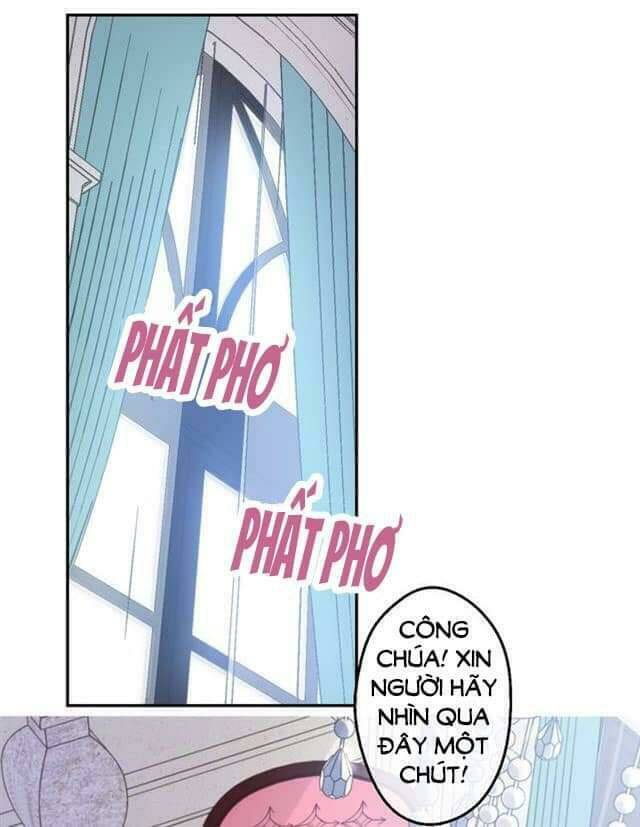 PHẤT PHƠ
PHẤT PHƠ
CÔNG
CHÚA! XIN
NGƯỜI HÃY
NHÌN QUA
ĐÂY MỘT
CHÚT!